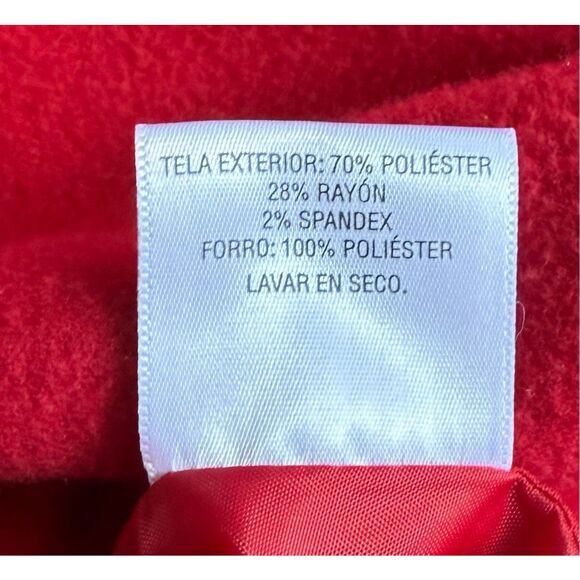 TELA EXTERIOR: 70% POLIÉSTER
28% RAYÓN
2% SPANDEX
FORRO: 100% POLIÉSTER
LAVAR EN SECO.